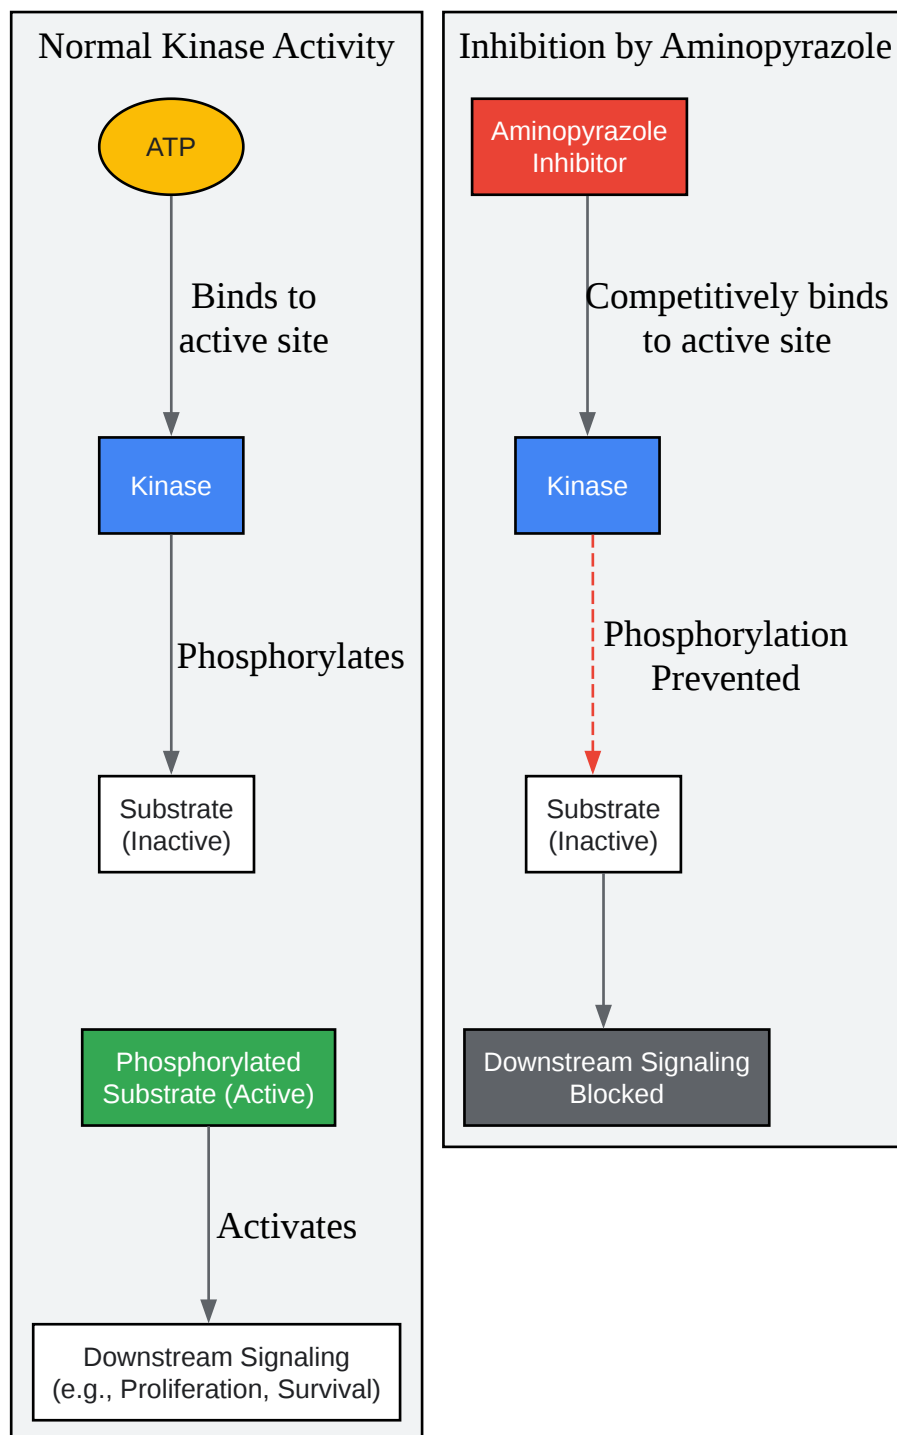 Normal Kinase Activity
ATP
Binds to
active site
Kinase
Phosphorylates
Substrate
(Inactive)
Phosphorylated
Substrate (Active)
Activates
Downstream Signaling
(e.g., Proliferation, Survival)
Inhibition by Aminopyrazole
Aminopyrazole
Inhibitor
Competitively binds
to active site
Kinase
Phosphorylation
Prevented
Substrate
(Inactive)
Downstream Signaling
Blocked